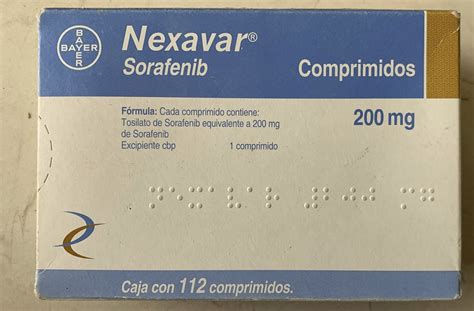 BAYER
BAYER
Nexavar®
Sorafenib
Comprimidos
Fórmula: Cada comprimido contiene:
Tosilato de Sorafenib equivalente a 200 mg
de Sorafenib
Excipiente cbp 1 comprimido
200 mg
Caja con 112 comprimidos.